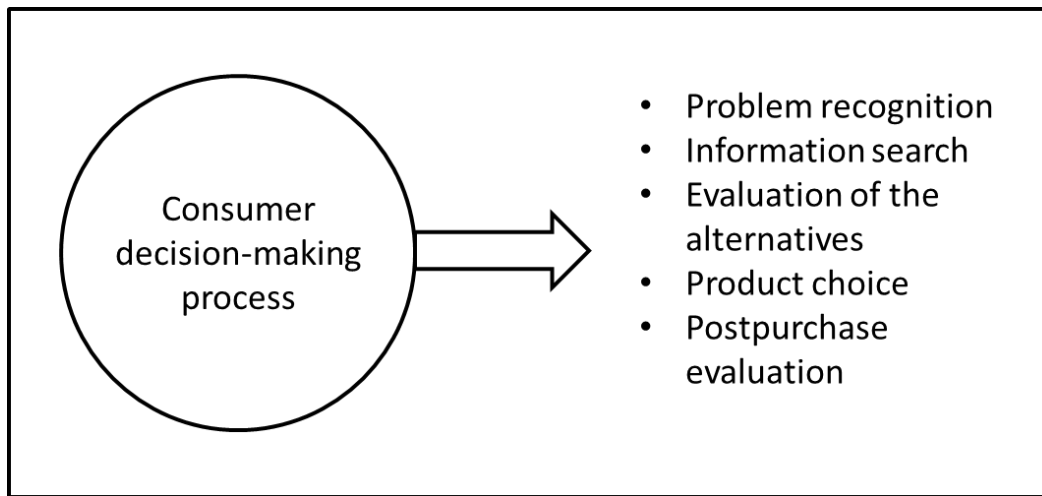 Consumer
decision-making
process
• Problem recognition
• Information search
• Evaluation of the
alternatives
• Product choice
• Postpurchase
evaluation